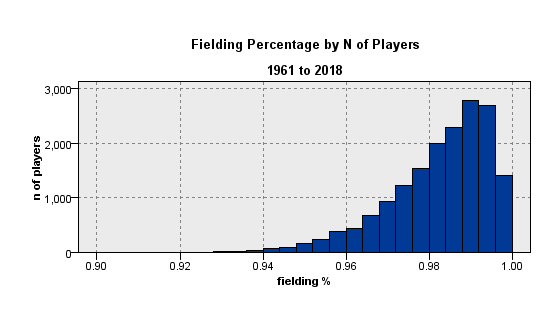 Fielding Percentage by N of Players
1961 to 2018
3,000
2,000
1,000
0
n of players
0.90 0.92 0.94 0.96 0.98 1.00
fielding %